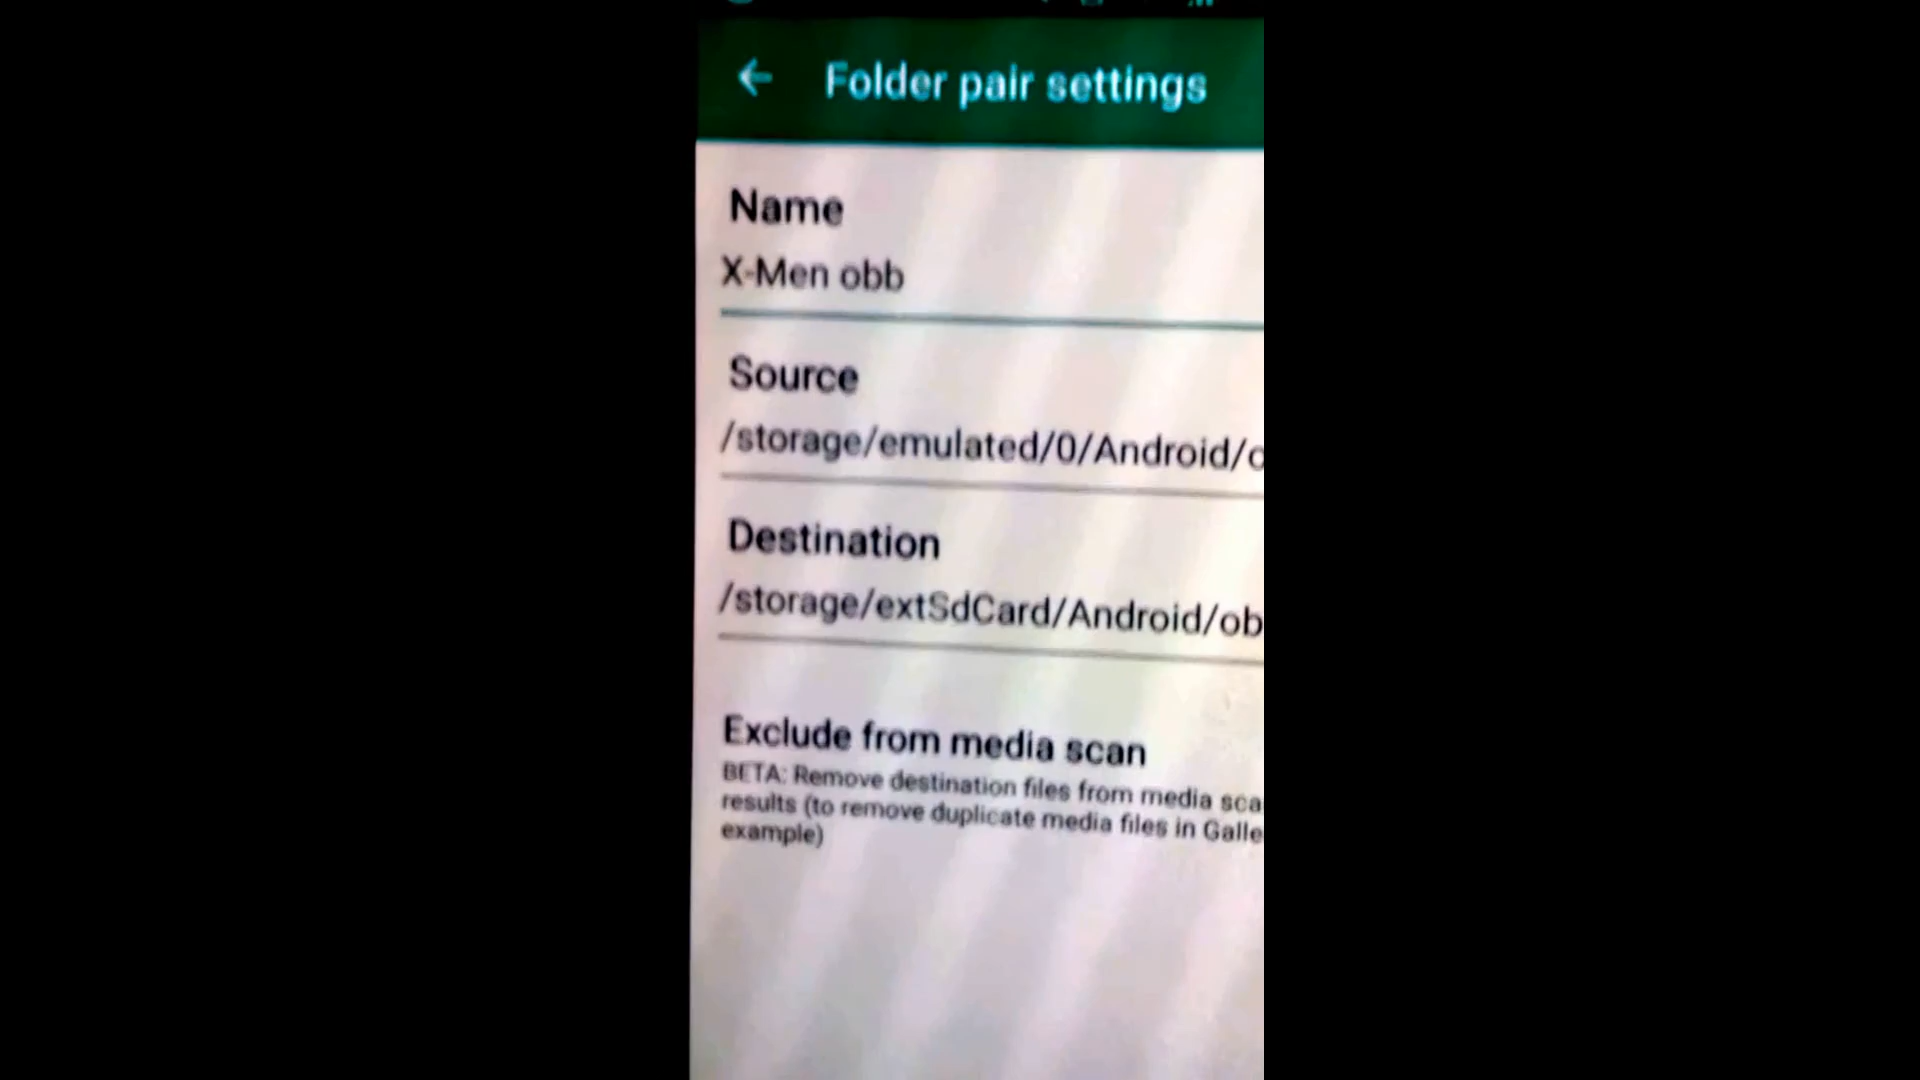 Folder pair settings
Name
X-Men obb
Source
/storage/emulated/0/Android/
Destination
/storage/extSdCard/Android/ob
Exclude from media scan
BETA: Remove destination files from media sca
results (to remove duplicate media files in Galle
example)